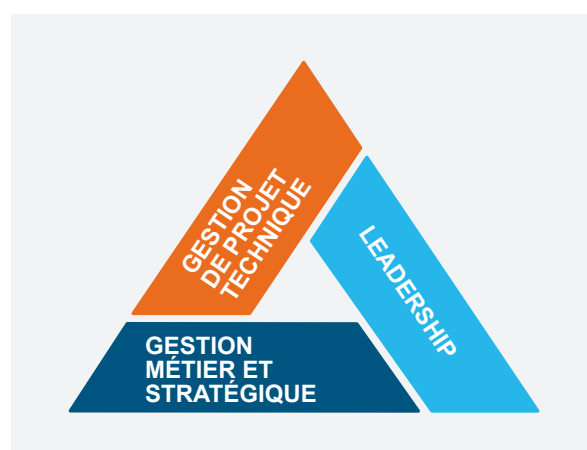 GESTION
DE PROJET
TECHNIQUE
LEADERSHIP
GESTION
MÉTIER ET
STRATÉGIQUE